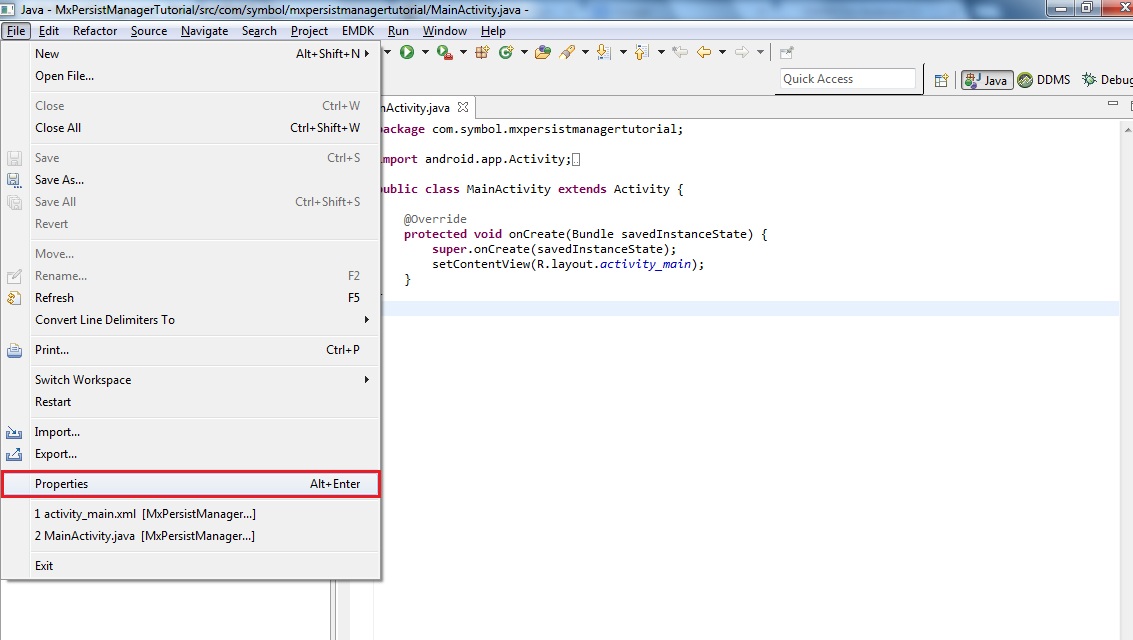 Java - MxPersistManagerTutorial/src/com/symbol/mxpersistmanagertutorial/MainActivity.java -
File Edit Refactor Source Navigate Search Project EMDK Run Window Help
Quick Access
Java DDMS Debug
New Alt+Shift+N
Open File...
Close Ctrl+W
Close All Ctrl+Shift+W
Save Ctrl+S
Save As...
Save All Ctrl+Shift+S
Revert
Move...
Rename... F2
Refresh F5
Convert Line Delimiters To
Print... Ctrl+P
Switch Workspace
Restart
Import...
Export...
Properties Alt+Enter
1 activity_main.xml [MxPersistManager...]
2 MainActivity.java [MxPersistManager...]
Exit
nActivity.java
package com.symbol.mxpersistmanagertutorial;
import android.app.Activity;
public class MainActivity extends Activity {
@Override
protected void onCreate(Bundle savedInstanceState) {
super.onCreate(savedInstanceState);
setContentView(R.layout.activity_main);
}